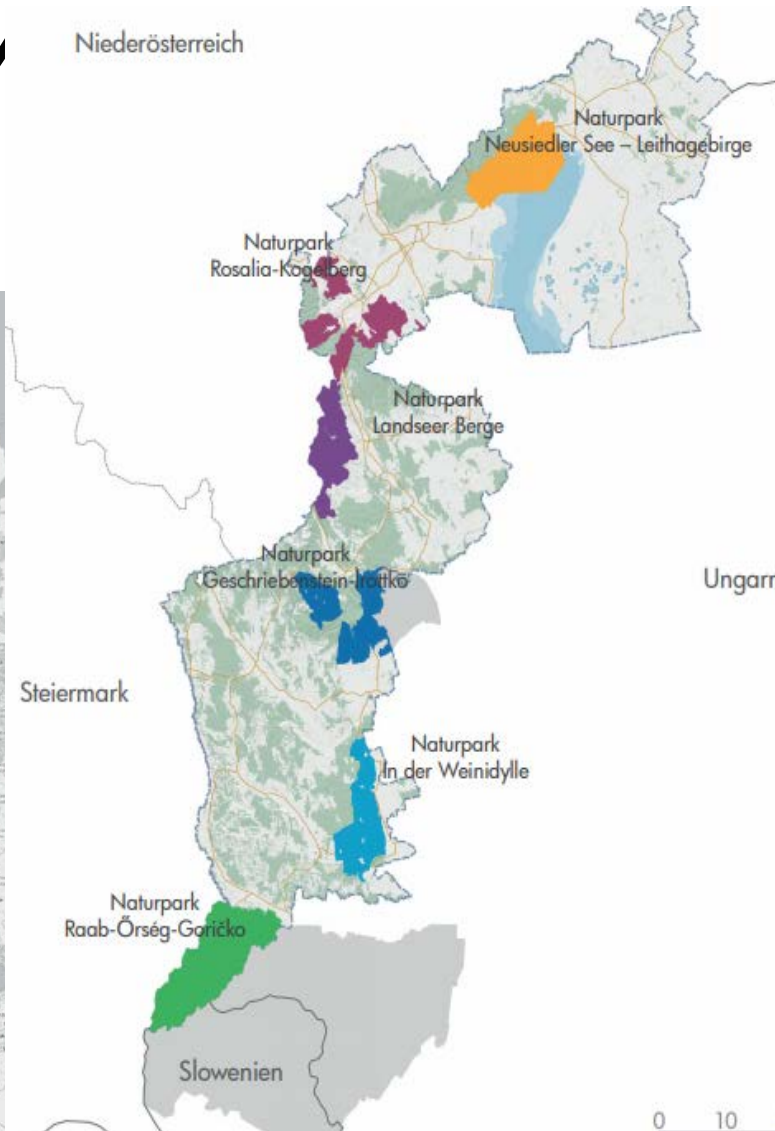 Niederösterreich
Naturpark
Neusiedler See – Leithagebirge
Naturpark
Rosalia-Kogelberg
Naturpark
Landseer Berge
Naturpark
Geschriebenstein-Írottkö
Ungarn
Steiermark
Naturpark
In der Weinidylle
Naturpark
Raab-Őrség-Goričko
Slowenien
0 10